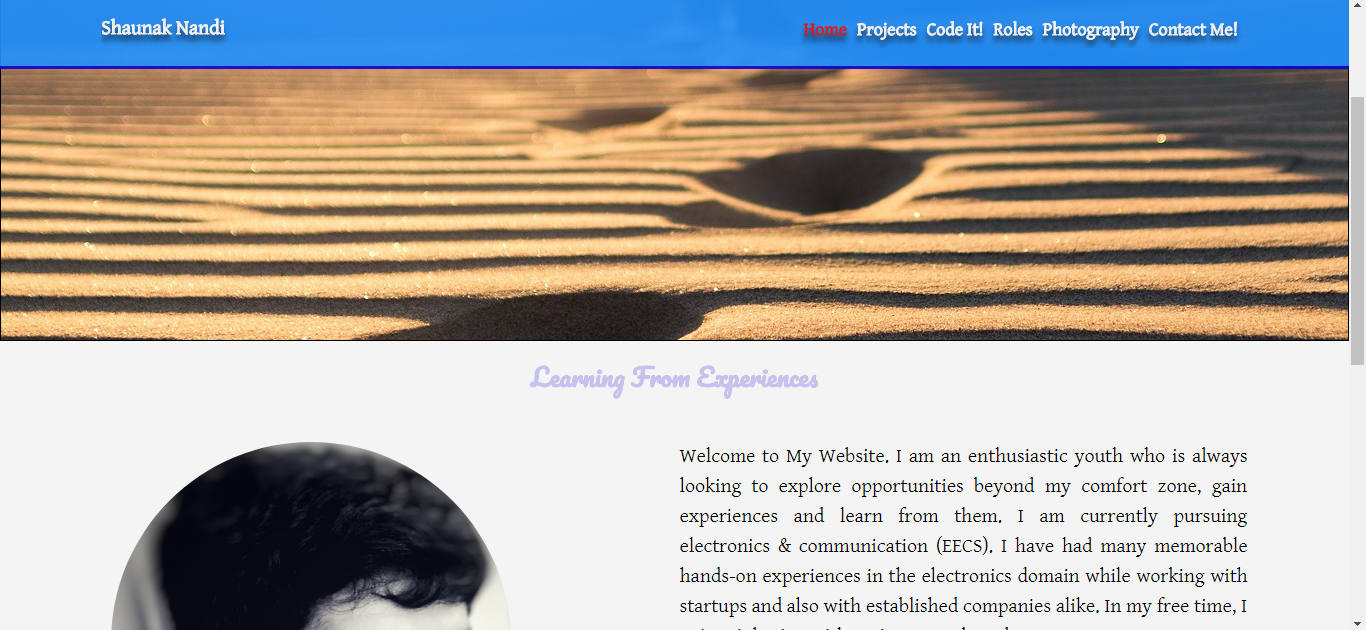 Shaunak Nandi
Home Projects Code It! Roles Photography Contact Me!
Learning From Experiences
Welcome to My Website. I am an enthusiastic youth who is always
looking to explore opportunities beyond my comfort zone, gain
experiences and learn from them. I am currently pursuing
electronics & communication (EECS). I have had many memorable
hands-on experiences in the electronics domain while working with
startups and also with established companies alike. In my free time, I